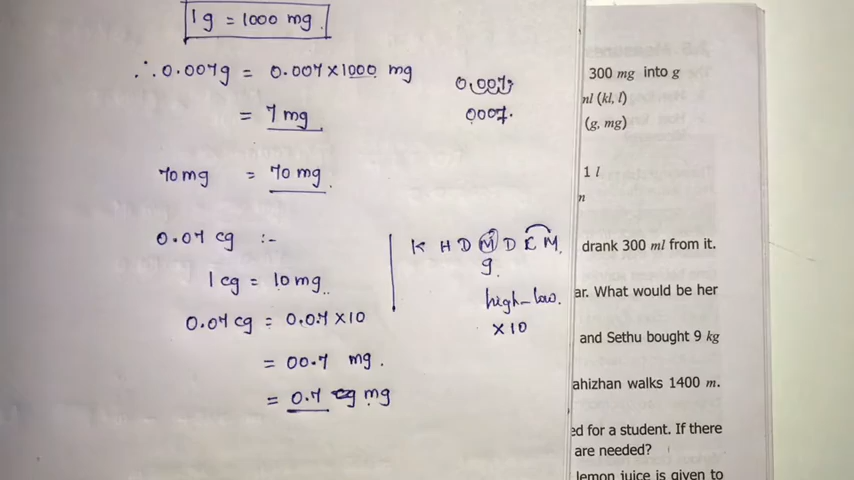 1 g = 1000 mg.
∴ 0.007g = 0.007 × 1000 mg
= 7 mg
0.007
0007.
70 mg = 70 mg.
0.07 cg :-
1 cg = 10 mg
0.07 cg = 0.07 × 10
= 00.7 mg.
= 0.7 mg
K H D M D C M.
g.
high - low.
× 10
300 mg into g
nl (kl, l)
(g, mg)
1 l
n
drank 300 ml from it.
ar. What would be her
and Sethu bought 9 kg
ahizhan walks 1400 m.
ed for a student. If there
are needed?
lemon juice is given to